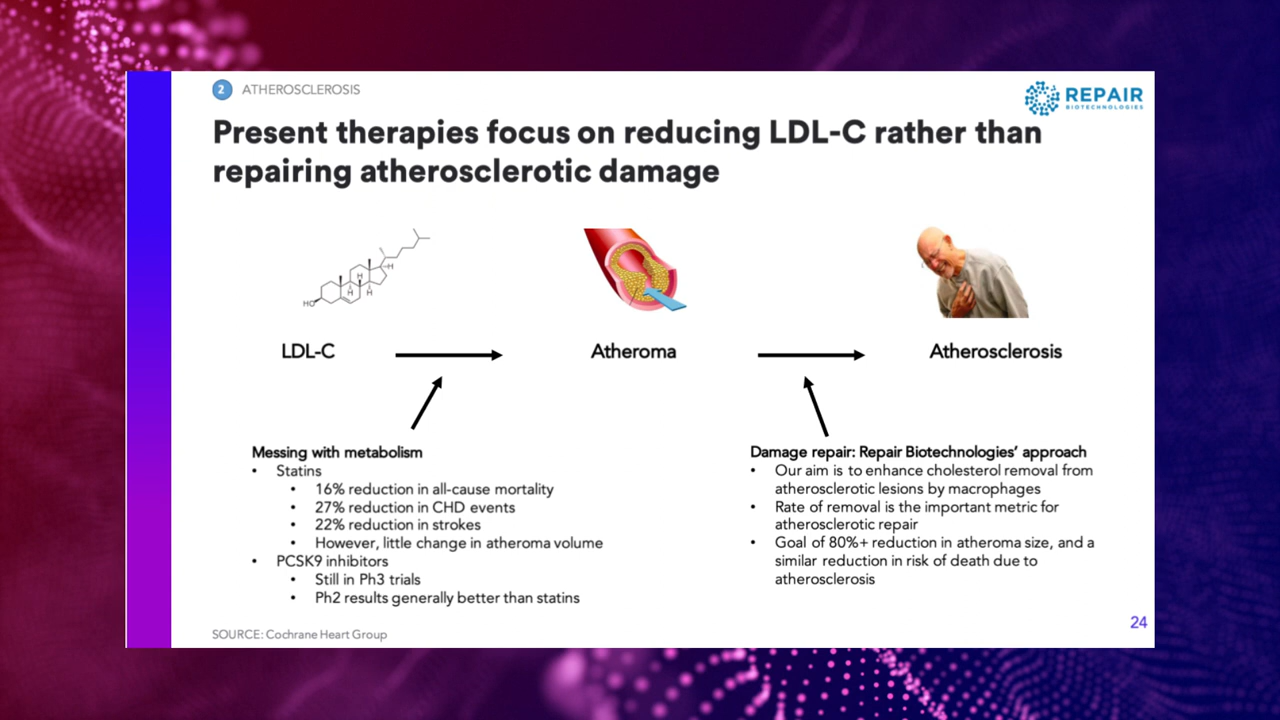 2 ATHEROSCLEROSIS
REPAIR
BIOTECHNOLOGIES
Present therapies focus on reducing LDL-C rather than
repairing atherosclerotic damage
HO
H
H
H
H
LDL-C
Atheroma
Atherosclerosis
Messing with metabolism
• Statins
• 16% reduction in all-cause mortality
• 27% reduction in CHD events
• 22% reduction in strokes
• However, little change in atheroma volume
• PCSK9 inhibitors
• Still in Ph3 trials
• Ph2 results generally better than statins
Damage repair: Repair Biotechnologies’ approach
• Our aim is to enhance cholesterol removal from
atherosclerotic lesions by macrophages
• Rate of removal is the important metric for
atherosclerotic repair
• Goal of 80%+ reduction in atheroma size, and a
similar reduction in risk of death due to
atherosclerosis
SOURCE: Cochrane Heart Group
24